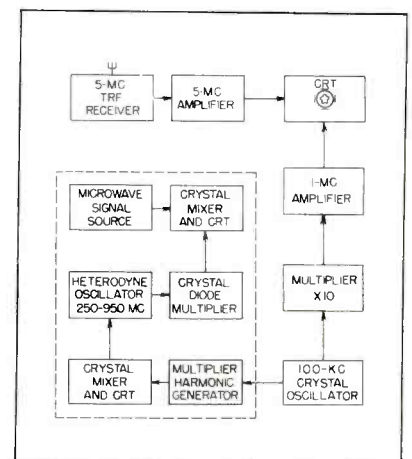 5-MC
TRF
RECEIVER
5-MC
AMPLIFIER
CRT
1-MC
AMPLIFIER
MICROWAVE
SIGNAL
SOURCE
CRYSTAL
MIXER
AND CRT
HETERODYNE
OSCILLATOR
250-950 MC
CRYSTAL
DIODE
MULTIPLIER
MULTIPLIER
X10
CRYSTAL
MIXER
AND CRT
MULTIPLIER
HARMONIC
GENERATOR
100-KC
CRYSTAL
OSCILLATOR